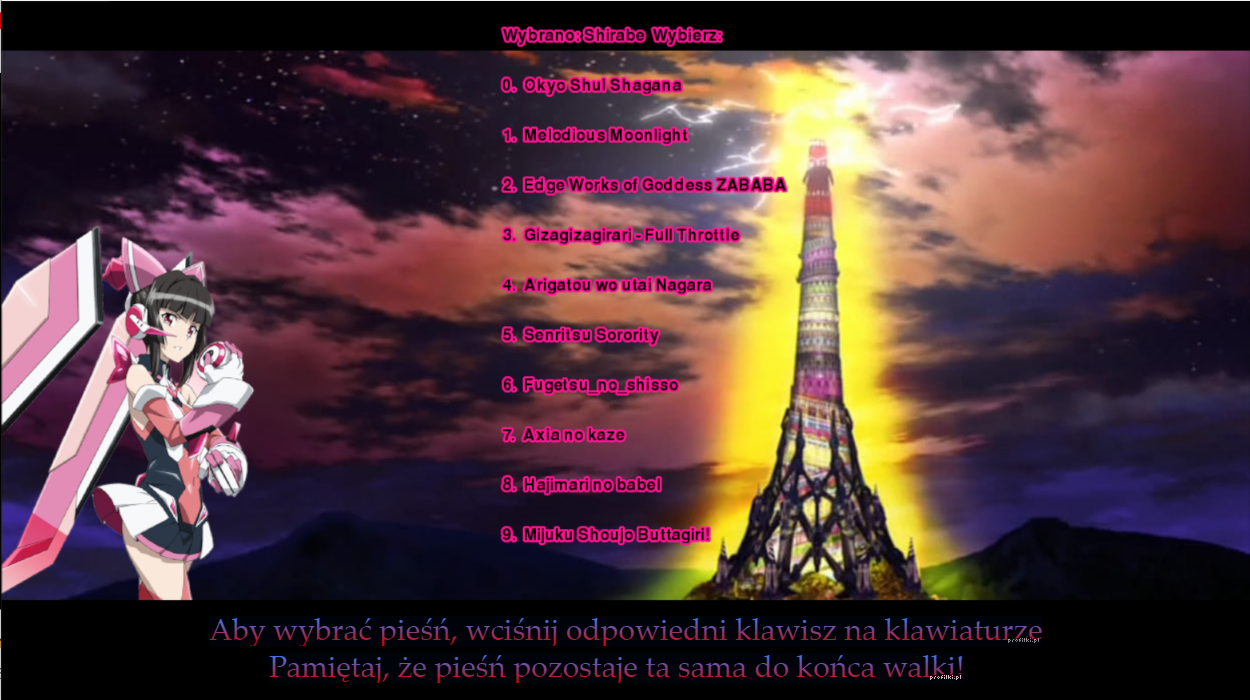 Wybrano: Shirabe Wybierz:
0. Okyo Shul Shagana
1. Melodious Moonlight
2. Edge Works of Goddess ZABABA
3. Gizagizagirari - Full Throttle
4. Arigatou wo utai Nagara
5. Senritsu Sorority
6. Fugetsu_no_shisso
7. Axia no kaze
8. Hajimari no babel
9. Mijuku Shoujo Buttagiri!
Aby wybrać pieśń, wciśnij odpowiedni klawisz na klawiaturze
profilki.pl
Pamiętaj, że pieśń pozostaje ta sama do końca walki!
profilki.pl